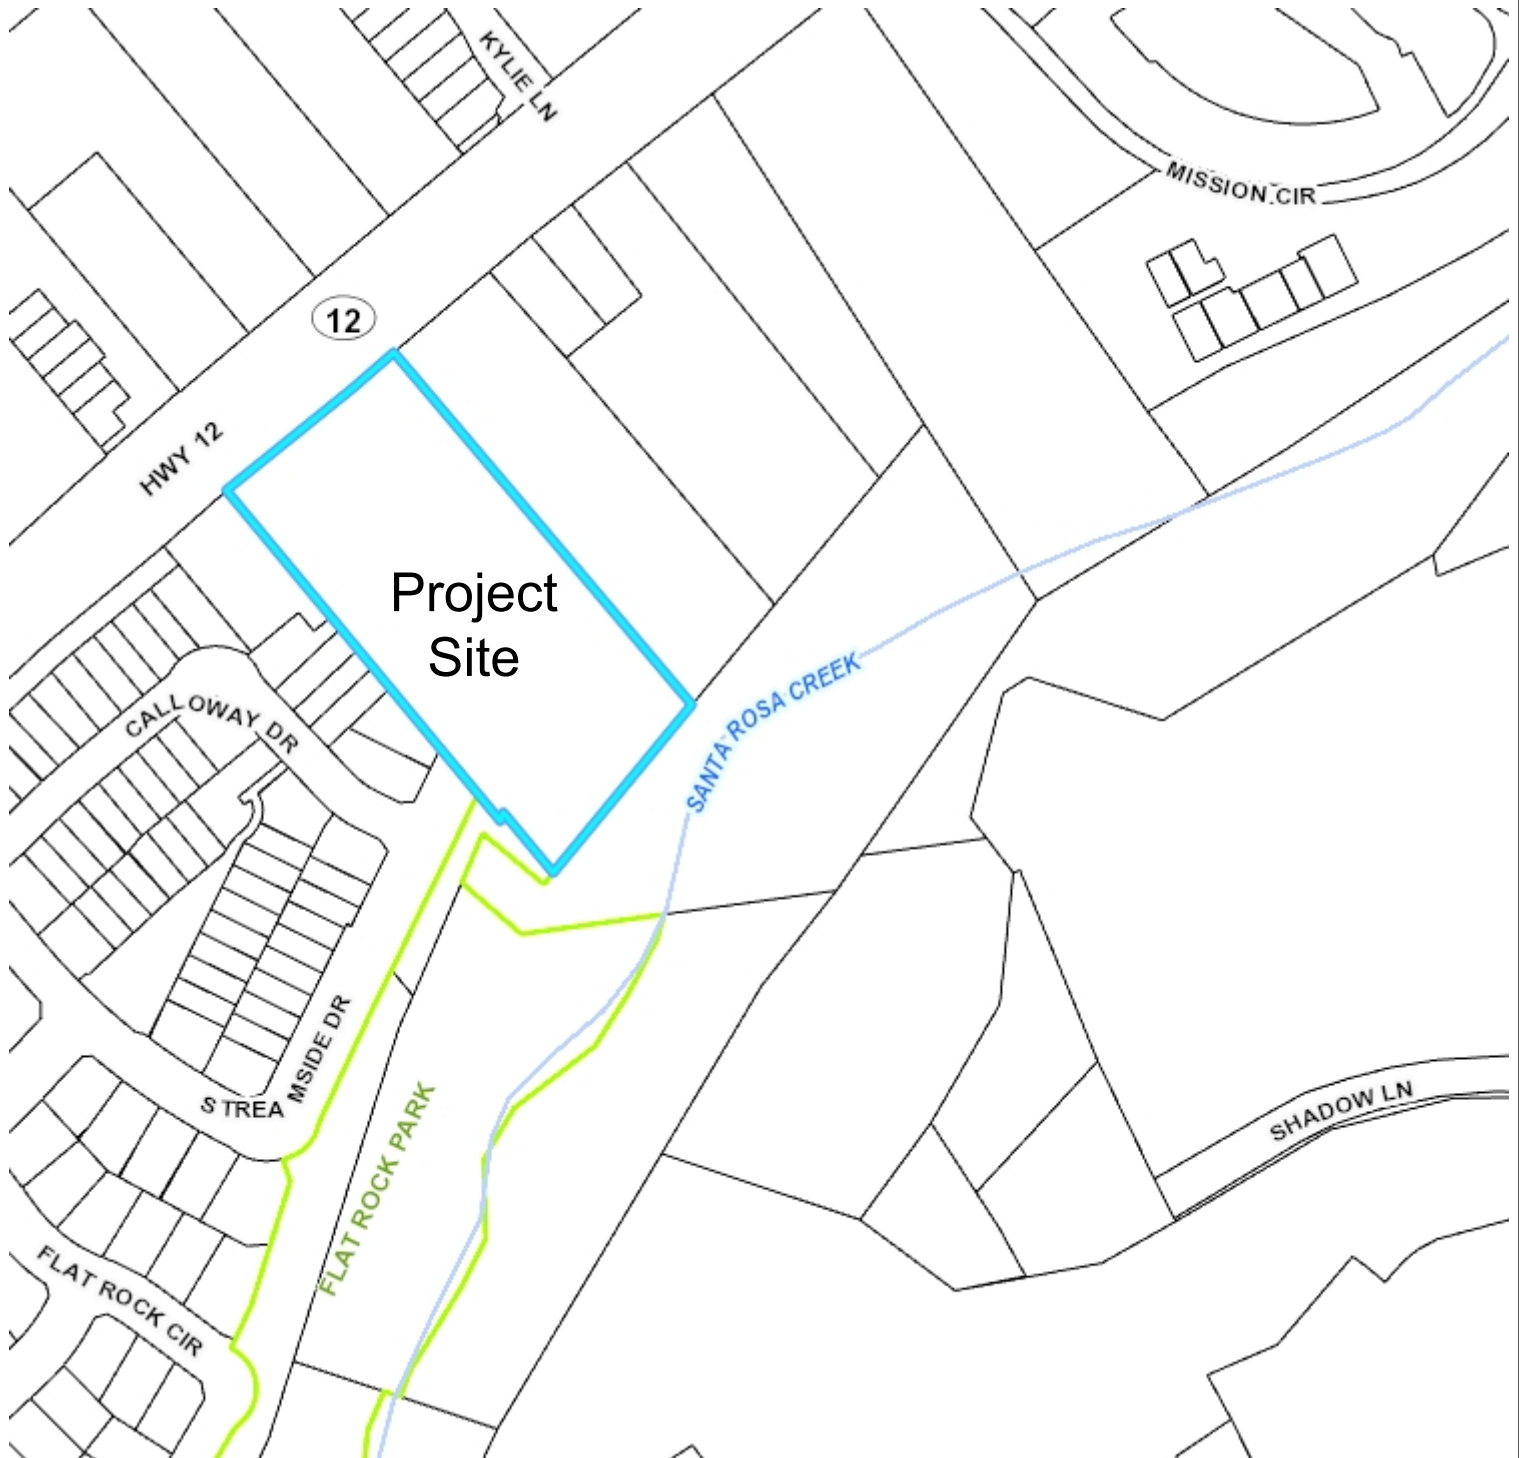 KYLIE LN
MISSION CIR
12
HWY 12
Project
Site
SANTA ROSA CREEK
CALLOWAY DR
STREAMSIDE DR
FLAT ROCK PARK
SHADOW LN
FLAT ROCK CIR